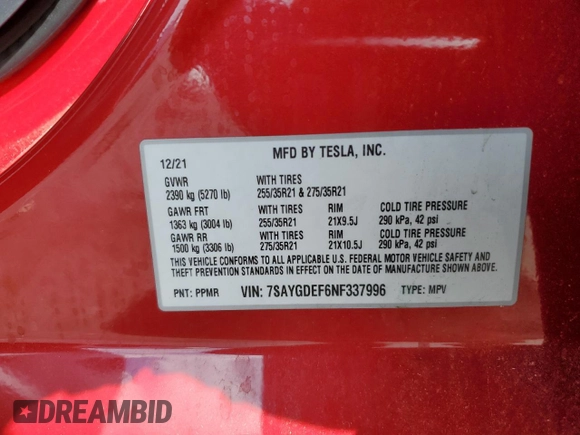 12/21 MFD BY TESLA, INC.
GVWR WITH TIRES
2390 kg (5270 lb) 255/35R21 & 275/35R21
GAWR FRT WITH TIRES RIM COLD TIRE PRESSURE
1363 kg (3004 lb) 255/35R21 21X9.5J 290 kPa, 42 psi
GAWR RR WITH TIRES RIM COLD TIRE PRESSURE
1500 kg (3306 lb) 275/35R21 21X10.5J 290 kPa, 42 psi
THIS VEHICLE CONFORMS TO ALL APPLICABLE U.S. FEDERAL MOTOR VEHICLE SAFETY AND
THEFT PREVENTION STANDARDS IN EFFECT ON THE DATE OF MANUFACTURE SHOWN ABOVE.
PNT: PPMR VIN: 7SAYGDEF6NF337996 TYPE: MPV
DREAMBID